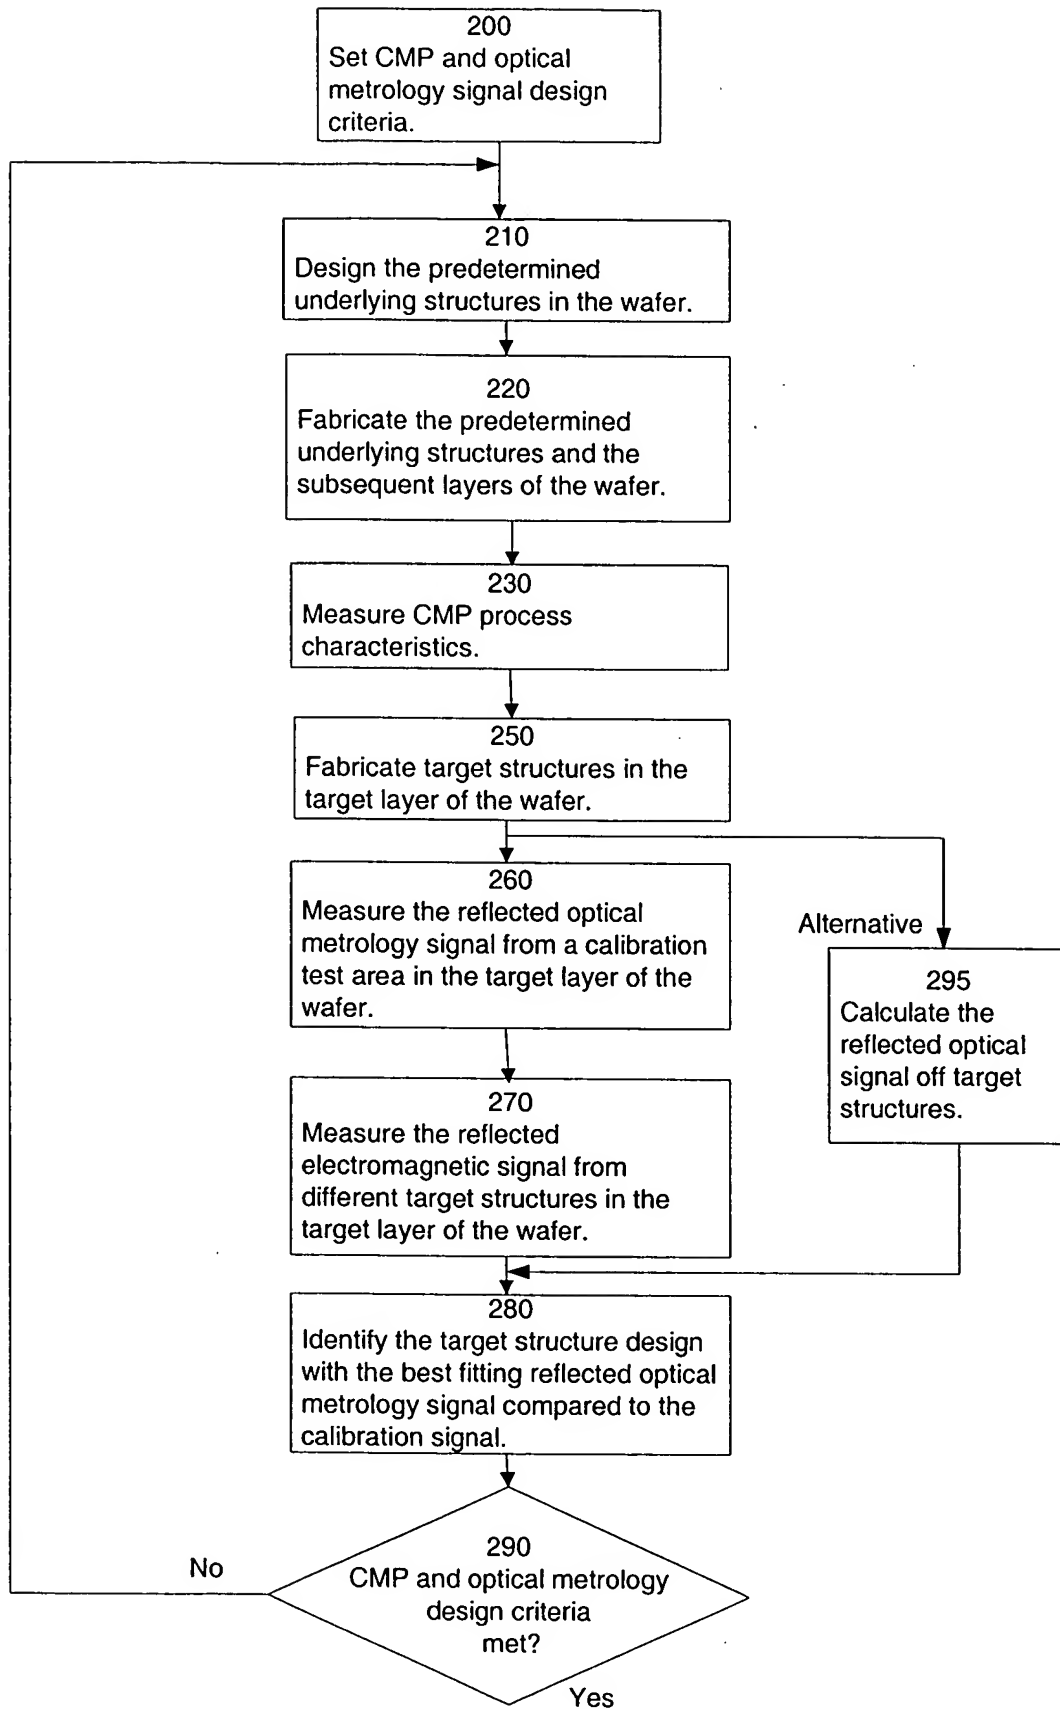 200
Set CMP and optical
metrology signal design
criteria.
210
Design the predetermined
underlying structures in the wafer.
220
Fabricate the predetermined
underlying structures and the
subsequent layers of the wafer.
230
Measure CMP process
characteristics.
250
Fabricate target structures in the
target layer of the wafer.
260
Measure the reflected optical
metrology signal from a calibration
test area in the target layer of the
wafer.
Alternative
295
Calculate the
reflected optical
signal off target
structures.
270
Measure the reflected
electromagnetic signal from
different target structures in the
target layer of the wafer.
280
Identify the target structure design
with the best fitting reflected optical
metrology signal compared to the
calibration signal.
290
CMP and optical metrology
design criteria
met?
No
Yes